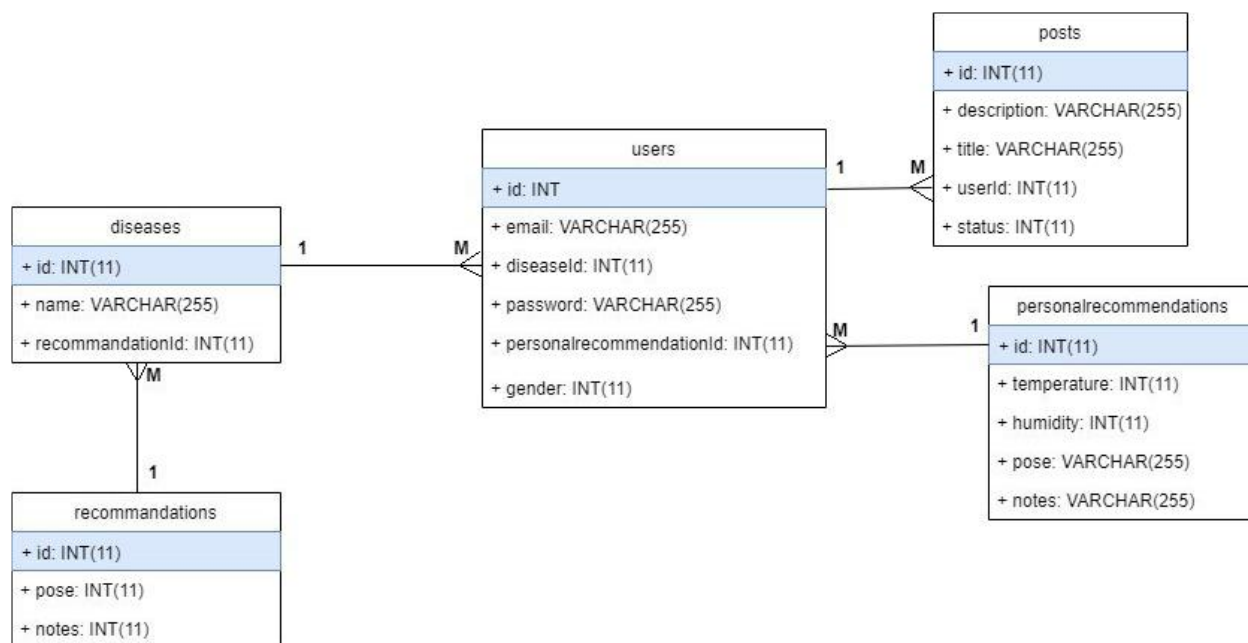 posts
+ id: INT(11)
+ description: VARCHAR(255)
+ title: VARCHAR(255)
+ userId: INT(11)
+ status: INT(11)
1
M
users
+ id: INT
+ email: VARCHAR(255)
+ diseaseId: INT(11)
+ password: VARCHAR(255)
+ personalrecommendationId: INT(11)
+ gender: INT(11)
diseases
+ id: INT(11)
+ name: VARCHAR(255)
+ recommandationId: INT(11)
1
M
personalrecommendations
+ id: INT(11)
+ temperature: INT(11)
+ humidity: INT(11)
+ pose: VARCHAR(255)
+ notes: VARCHAR(255)
M
1
M
1
recommandations
+ id: INT(11)
+ pose: INT(11)
+ notes: INT(11)